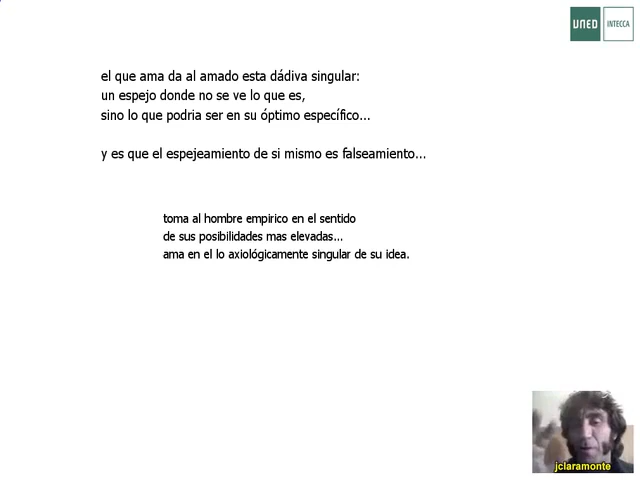 UNED
INTECCA
el que ama da al amado esta dádiva singular:
un espejo donde no se ve lo que es,
sino lo que podria ser en su óptimo específico...
y es que el espejeamiento de si mismo es falseamiento...
toma al hombre empirico en el sentido
de sus posibilidades mas elevadas...
ama en el lo axiológicamente singular de su idea.
jclaramonte